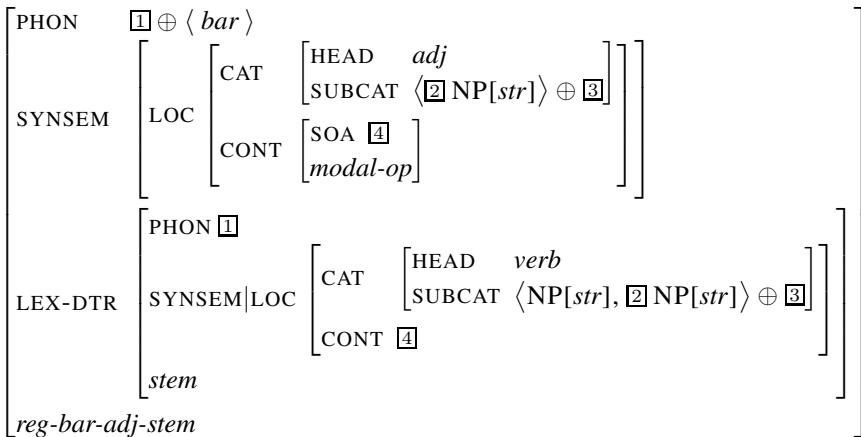 PHON 1 ⊕ ⟨ bar ⟩
SYNSEM LOC CAT HEAD adj
SUBCAT ⟨2 NP[str]⟩ ⊕ 3
CONT SOA 4
modal-op
LEX-DTR PHON 1
SYNSEM|LOC CAT HEAD verb
SUBCAT ⟨NP[str], 2 NP[str]⟩ ⊕ 3
CONT 4
stem
reg-bar-adj-stem